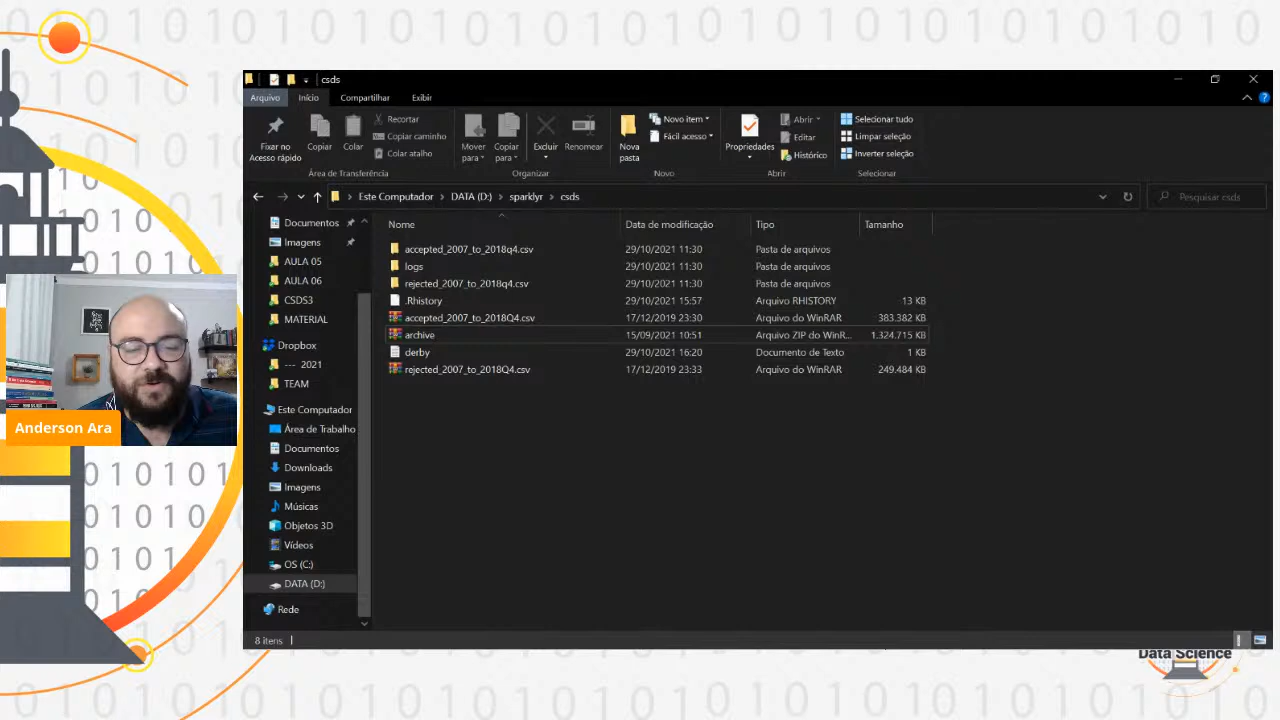 csds
Arquivo
Início
Compartilhar
Exibir
Fixar no
Acesso rápido
Copiar
Colar
Recortar
Copiar caminho
Colar atalho
Área de Transferência
Mover
para
Copiar
para
Excluir
Renomear
Organizar
Nova
pasta
Novo item
Fácil acesso
Novo
Propriedades
Abrir
Editar
Histórico
Abrir
Selecionar tudo
Limpar seleção
Inverter seleção
Selecionar
Este Computador
DATA (D:)
sparklyr
csds
Pesquisar csds
Documentos
Imagens
AULA 05
AULA 06
CSDS3
MATERIAL
Dropbox
--- 2021
TEAM
Este Computador
Área de Trabalho
Documentos
Downloads
Imagens
Músicas
Objetos 3D
Vídeos
OS (C:)
DATA (D:)
Rede
Nome Data de modificação Tipo Tamanho
accepted_2007_to_2018q4.csv 29/10/2021 11:30 Pasta de arquivos
logs 29/10/2021 11:30 Pasta de arquivos
rejected_2007_to_2018q4.csv 29/10/2021 11:30 Pasta de arquivos
.Rhistory 29/10/2021 15:57 Arquivo RHISTORY 13 KB
accepted_2007_to_2018Q4.csv 17/12/2019 23:30 Arquivo do WinRAR 383.382 KB
archive 15/09/2021 10:51 Arquivo ZIP do WinR... 1.324.715 KB
derby 29/10/2021 16:20 Documento de Texto 1 KB
rejected_2007_to_2018Q4.csv 17/12/2019 23:33 Arquivo do WinRAR 249.484 KB
8 itens
Anderson Ara
Data Science